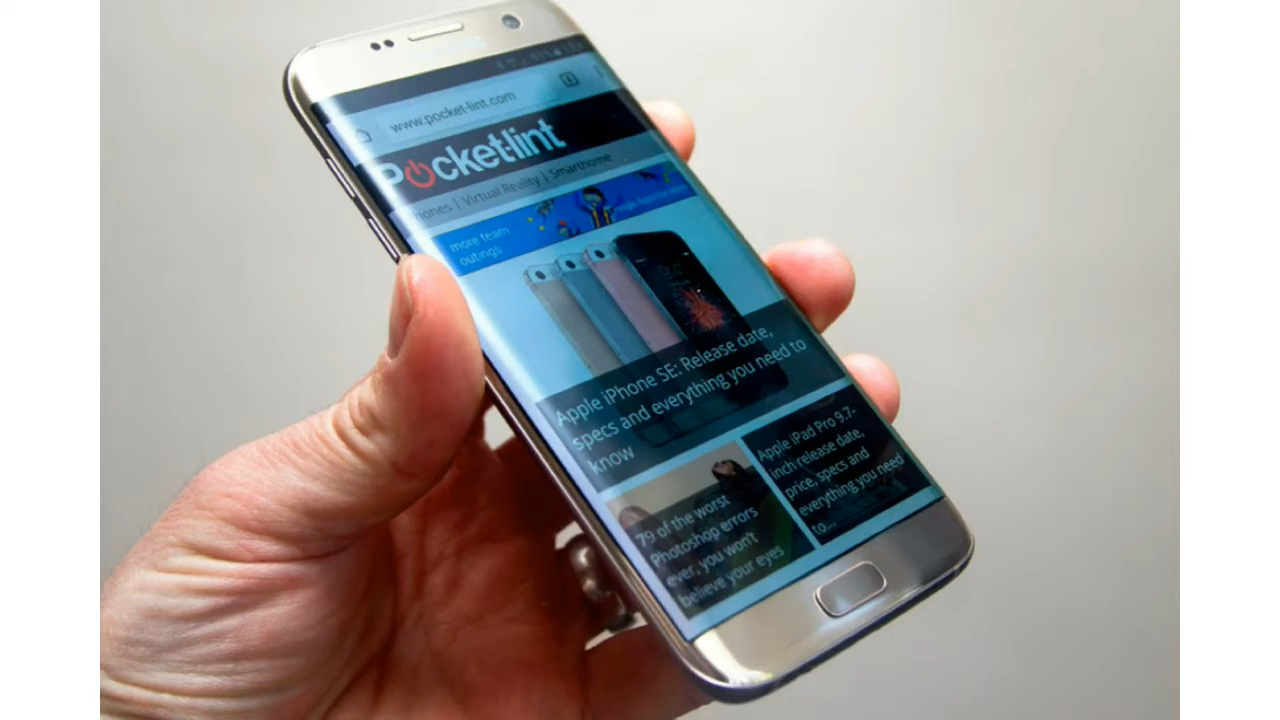 www.pocket-lint.com
Pocket-lint
Phones | Virtual Reality | Smarthome
more team
outings
Apple iPhone SE: Release date,
specs and everything you need to
know
79 of the worst
Photoshop errors
ever, you won't
believe your eyes
Apple iPad Pro 9.7-
inch release date,
price, specs and
everything you need
to...